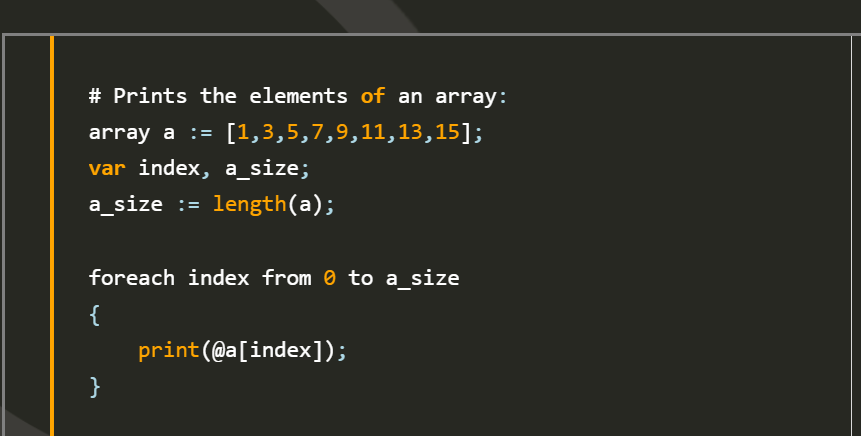 # Prints the elements of an array:
array a := [1,3,5,7,9,11,13,15];
var index, a_size;
a_size := length(a);
foreach index from 0 to a_size
{
print(@a[index]);
}